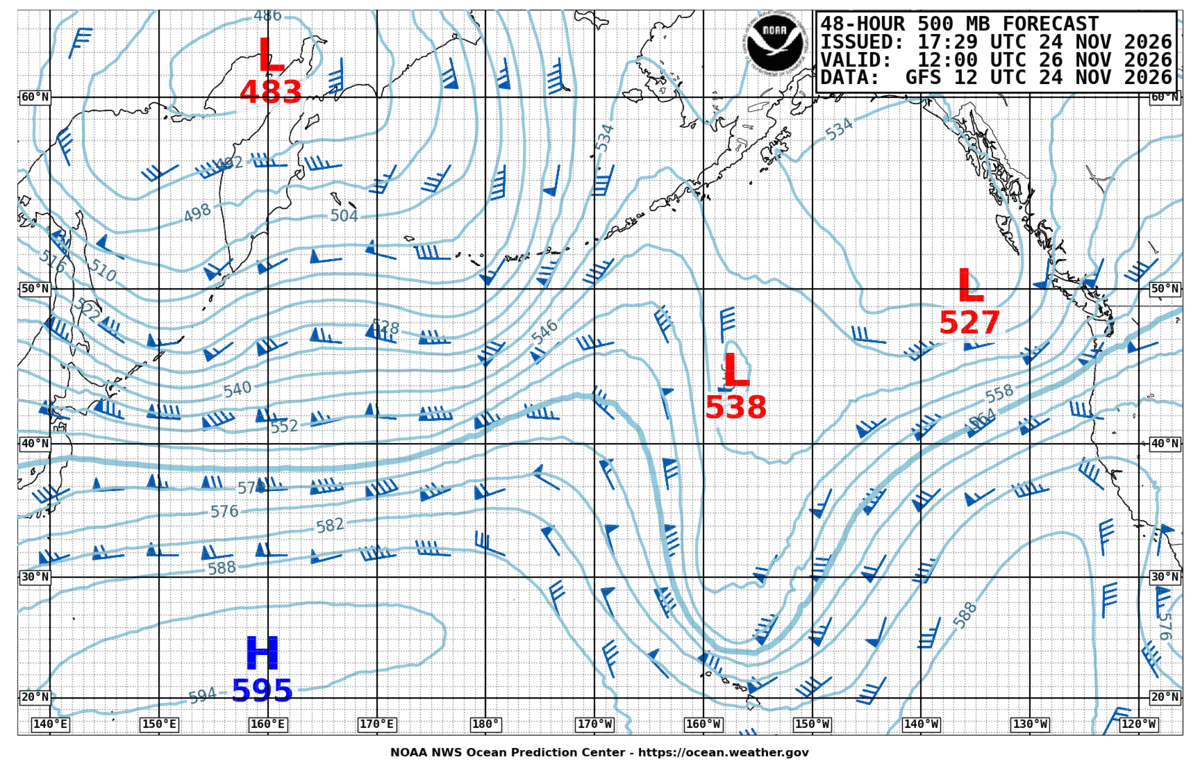 NOAA
48-HOUR 500 MB FORECAST
ISSUED: 17:29 UTC 24 NOV 2026
VALID: 12:00 UTC 26 NOV 2026
DATA: GFS 12 UTC 24 NOV 2026
486
L
483
60°N
60°N
534
534
492
498
504
516
510
50°N
50°N
L
527
522
528
546
L
538
540
558
564
552
40°N
40°N
576
582
588
30°N
30°N
588
576
H
595
594
20°N
20°N
140°E 150°E 160°E 170°E 180° 170°W 160°W 150°W 140°W 130°W 120°W
NOAA NWS Ocean Prediction Center - https://ocean.weather.gov